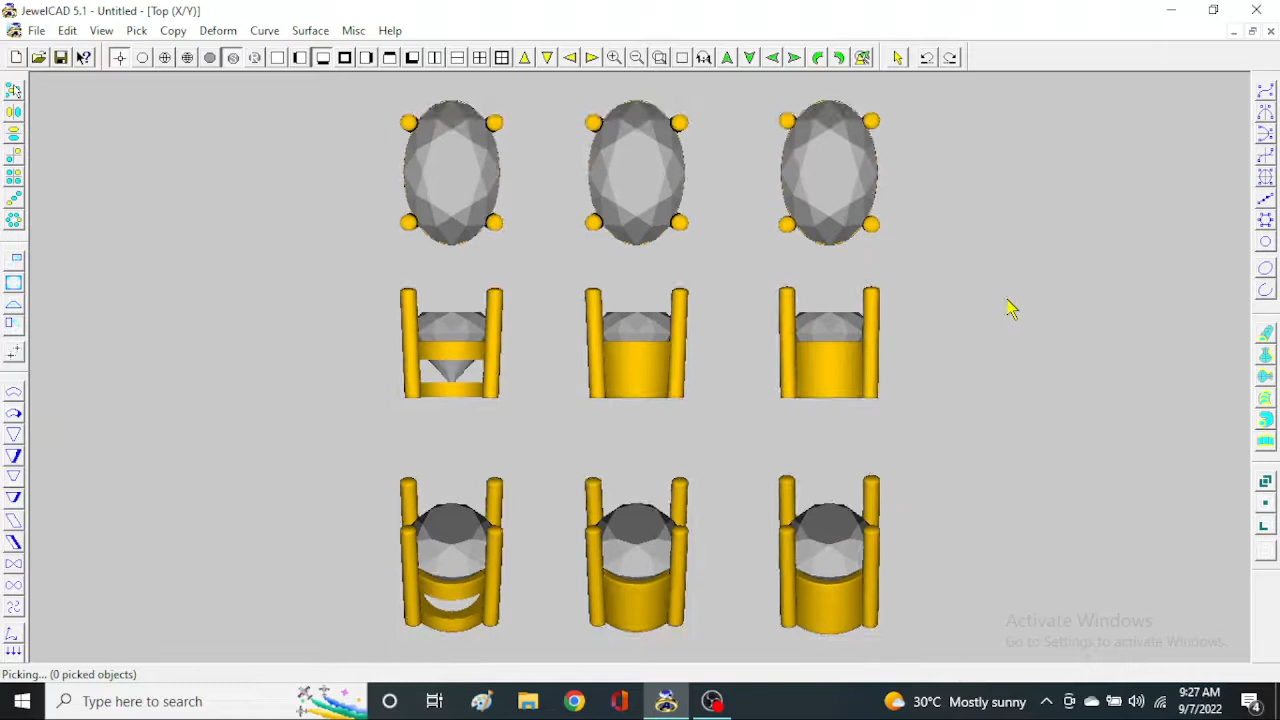 JewelCAD 5.1 - Untitled - [Top (X/Y)]
File Edit View Pick Copy Deform Curve Surface Misc Help
Activate Windows
Go to Settings to activate Windows.
Picking... (0 picked objects)
Type here to search
30°C Mostly sunny
9:27 AM
9/7/2022
4